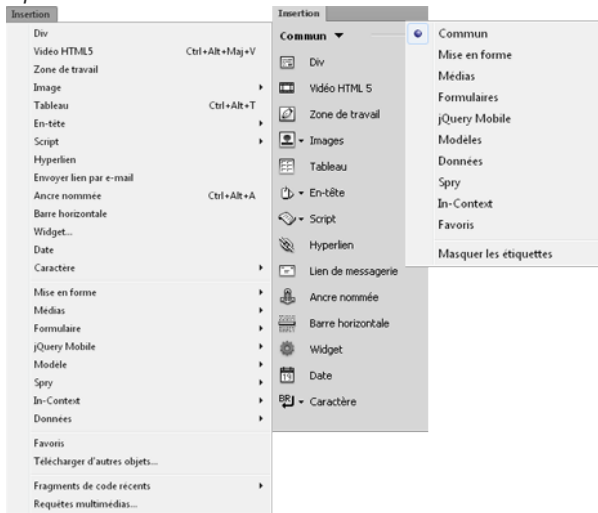 Insertion
Div
Vidéo HTML5 Ctrl+Alt+Maj+V
Zone de travail
Image
Tableau Ctrl+Alt+T
En-tête
Script
Hyperlien
Envoyer lien par e-mail
Ancre nommée Ctrl+Alt+A
Barre horizontale
Widget...
Date
Caractère
Mise en forme
Médias
Formulaire
jQuery Mobile
Modèle
Spry
In-Context
Données
Favoris
Télécharger d'autres objets...
Fragments de code récents
Requêtes multimédias...
Insertion
Commun
Div
Vidéo HTML 5
Zone de travail
Images
Tableau
En-tête
Script
Hyperlien
Lien de messagerie
Ancre nommée
Barre horizontale
Widget
19 Date
BR Caractère
Commun
Mise en forme
Médias
Formulaires
jQuery Mobile
Modèles
Données
Spry
In-Context
Favoris
Masquer les étiquettes